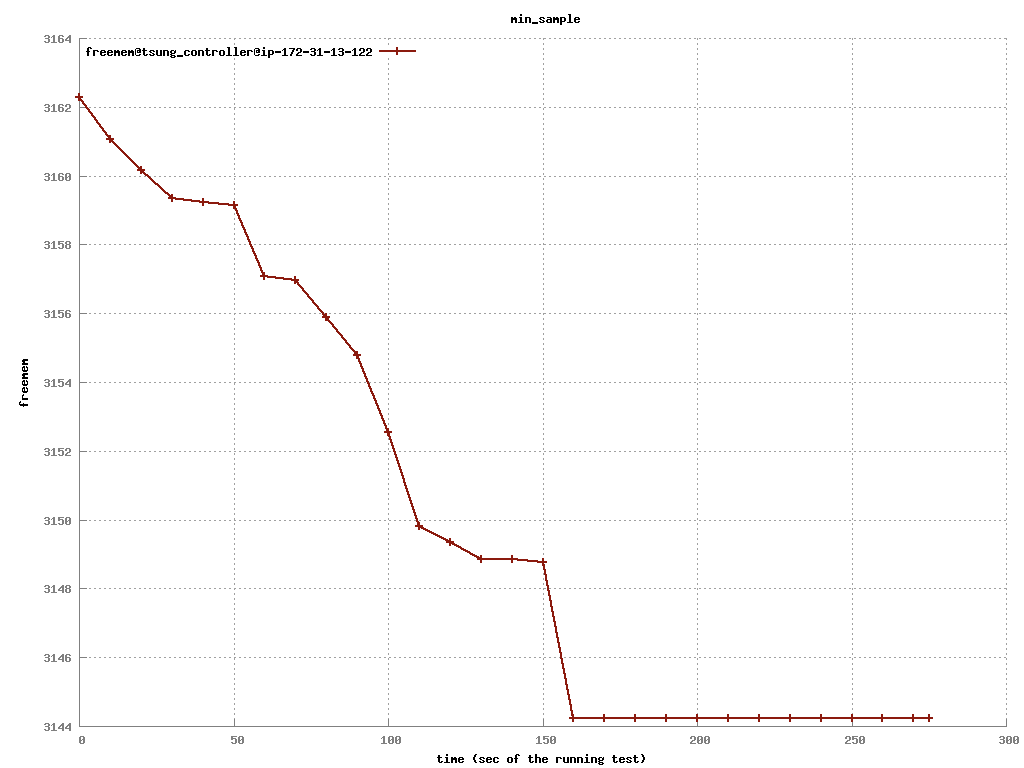 min_sample
freemem@tsung_controller@ip-172-31-13-122
3164
3162
3160
3158
3156
3154
3152
3150
3148
3146
3144
freemem
0 50 100 150 200 250 300
time (sec of the running test)